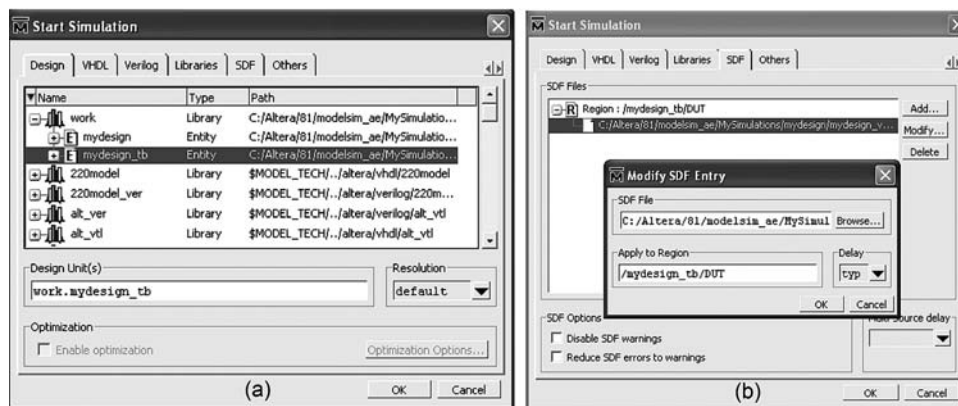 Start Simulation
Design VHDL Verilog Libraries SDF Others
Name Type Path
work Library C:/Altera/81/modelsim_ae/MySimulatio...
mydesign Entity C:/Altera/81/modelsim_ae/MySimulatio...
mydesign_tb Entity C:/Altera/81/modelsim_ae/MySimulatio...
220model Library $MODEL_TECH/../altera/vhdl/220model
220model_ver Library $MODEL_TECH/../altera/verilog/220m...
alt_ver Library $MODEL_TECH/../altera/verilog/alt_vtl
alt_vtl Library $MODEL_TECH/../altera/vhdl/alt_vtl
Design Unit(s) Resolution
work.mydesign_tb default
Optimization
Enable optimization Optimization Options...
(a) OK Cancel
Start Simulation
Design VHDL Verilog Libraries SDF Others
SDF Files
Region : /mydesign_tb/DUT Add...
C:/Altera/81/modelsim_ae/MySimulations/mydesign/mydesign_v... Modify...
Delete
Modify SDF Entry
SDF File
C:/Altera/81/modelsim_ae/MySimul Browse...
Apply to Region Delay
/mydesign_tb/DUT typ
OK Cancel
SDF Options Source delay
Disable SDF warnings
Reduce SDF errors to warnings
(b) OK Cancel